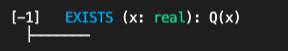 [-1]   EXISTS (x: real): Q(x)
  |-------